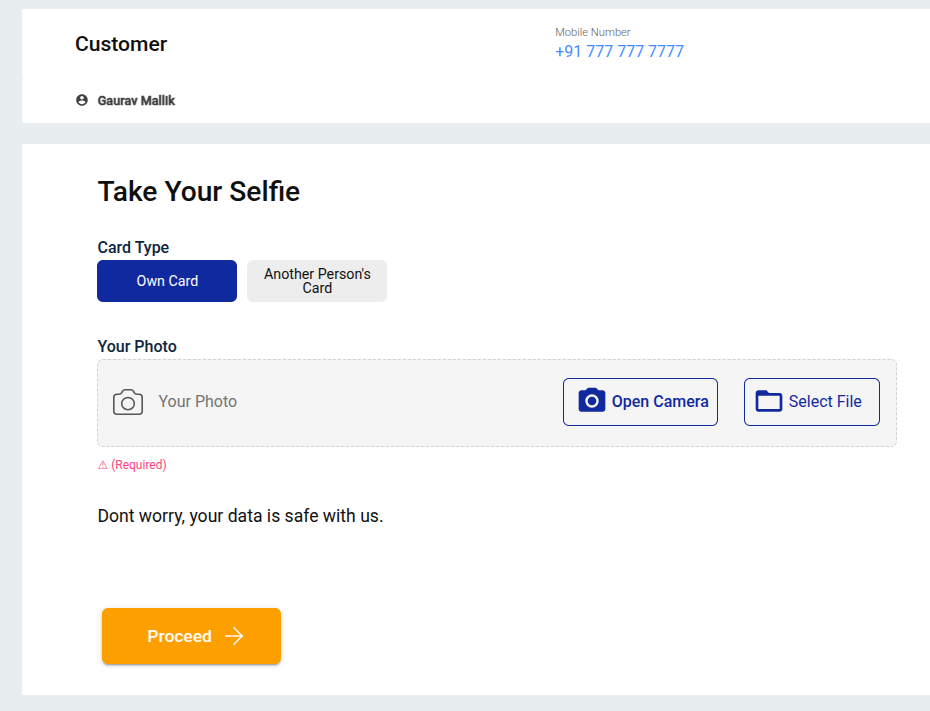 Customer
Mobile Number
+91 777 777 7777
Gaurav Mallik
Take Your Selfie
Card Type
Own Card
Another Person's
Card
Your Photo
Your Photo
Open Camera
Select File
⚠ (Required)
Dont worry, your data is safe with us.
Proceed →